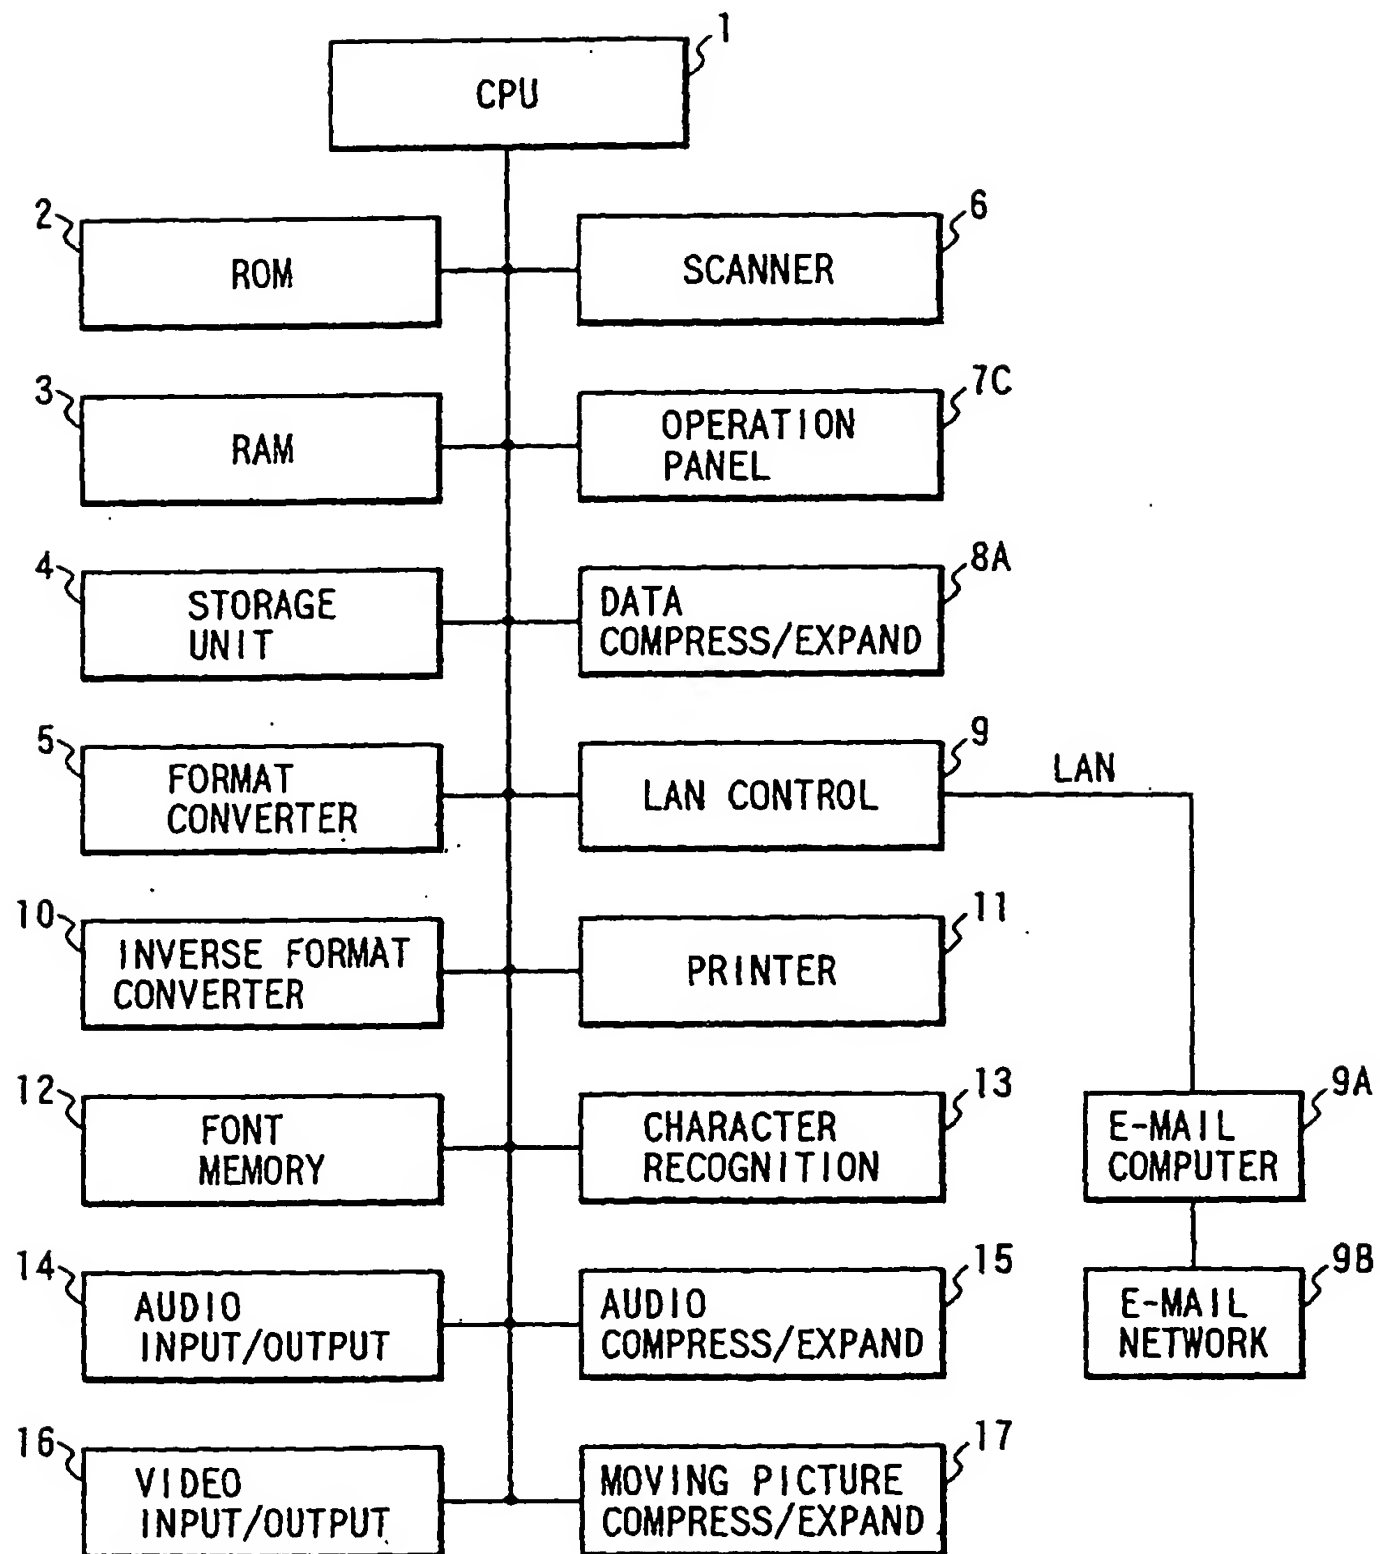 1
CPU
2
ROM
6
SCANNER
3
RAM
7C
OPERATION
PANEL
4
STORAGE
UNIT
8A
DATA
COMPRESS/EXPAND
5
FORMAT
CONVERTER
9
LAN CONTROL
LAN
10
INVERSE FORMAT
CONVERTER
11
PRINTER
12
FONT
MEMORY
13
CHARACTER
RECOGNITION
9A
E-MAIL
COMPUTER
14
AUDIO
INPUT/OUTPUT
15
AUDIO
COMPRESS/EXPAND
9B
E-MAIL
NETWORK
16
VIDEO
INPUT/OUTPUT
17
MOVING PICTURE
COMPRESS/EXPAND